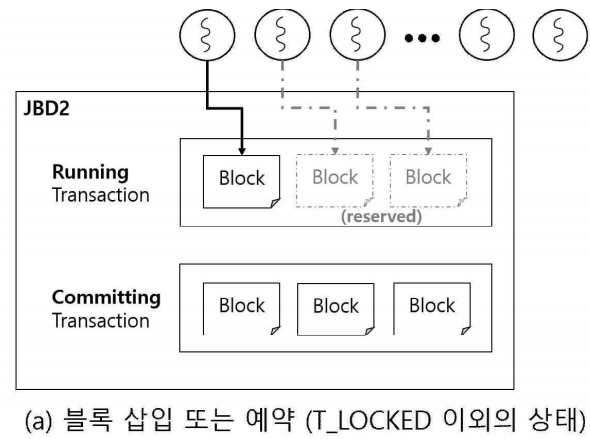 JBD2
Running
Transaction
Block
Block
Block
(reserved)
Committing
Transaction
Block
Block
Block
(a) 블록 삽입 또는 예약 (T_LOCKED 이외의 상태)